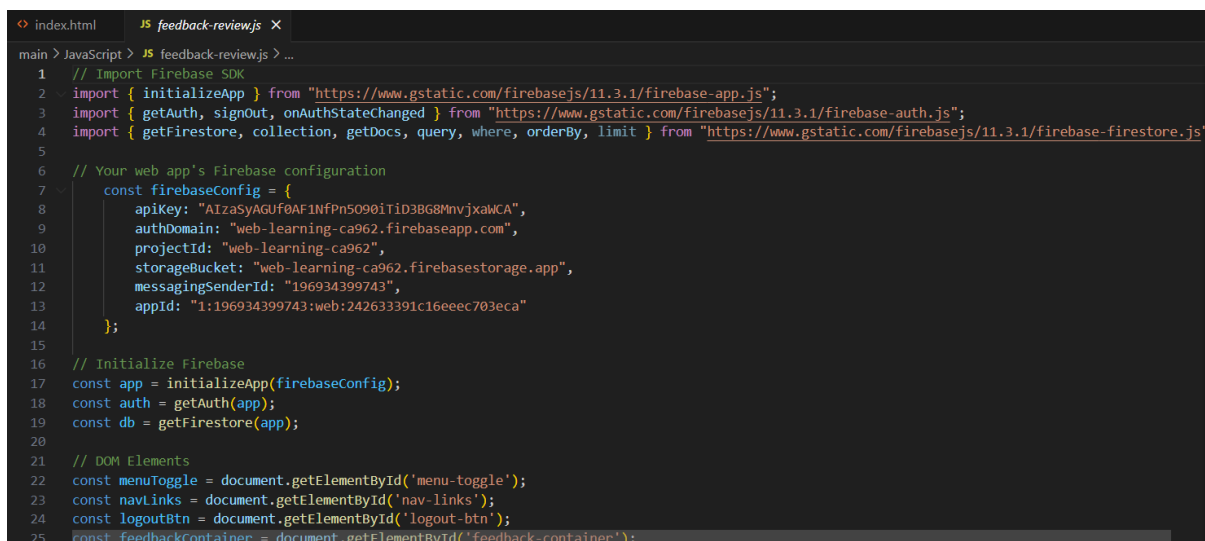 index.html JS feedback-review.js ×
main > JavaScript > JS feedback-review.js > ...
1 // Import Firebase SDK
2 import { initializeApp } from "https://www.gstatic.com/firebasejs/11.3.1/firebase-app.js";
3 import { getAuth, signOut, onAuthStateChanged } from "https://www.gstatic.com/firebasejs/11.3.1/firebase-auth.js";
4 import { getFirestore, collection, getDocs, query, where, orderBy, limit } from "https://www.gstatic.com/firebasejs/11.3.1/firebase-firestore.js"
5
6 // Your web app's Firebase configuration
7 const firebaseConfig = {
8 apiKey: "AIzaSyAGUf0AF1NfPn5O90iTiD3BG8MnvjxaWCA",
9 authDomain: "web-learning-ca962.firebaseapp.com",
10 projectId: "web-learning-ca962",
11 storageBucket: "web-learning-ca962.firebasestorage.app",
12 messagingSenderId: "196934399743",
13 appId: "1:196934399743:web:242633391c16eeec703eca"
14 };
15
16 // Initialize Firebase
17 const app = initializeApp(firebaseConfig);
18 const auth = getAuth(app);
19 const db = getFirestore(app);
20
21 // DOM Elements
22 const menuToggle = document.getElementById('menu-toggle');
23 const navLinks = document.getElementById('nav-links');
24 const logoutBtn = document.getElementById('logout-btn');
25 const feedbackContainer = document.getElementById('feedback-container');